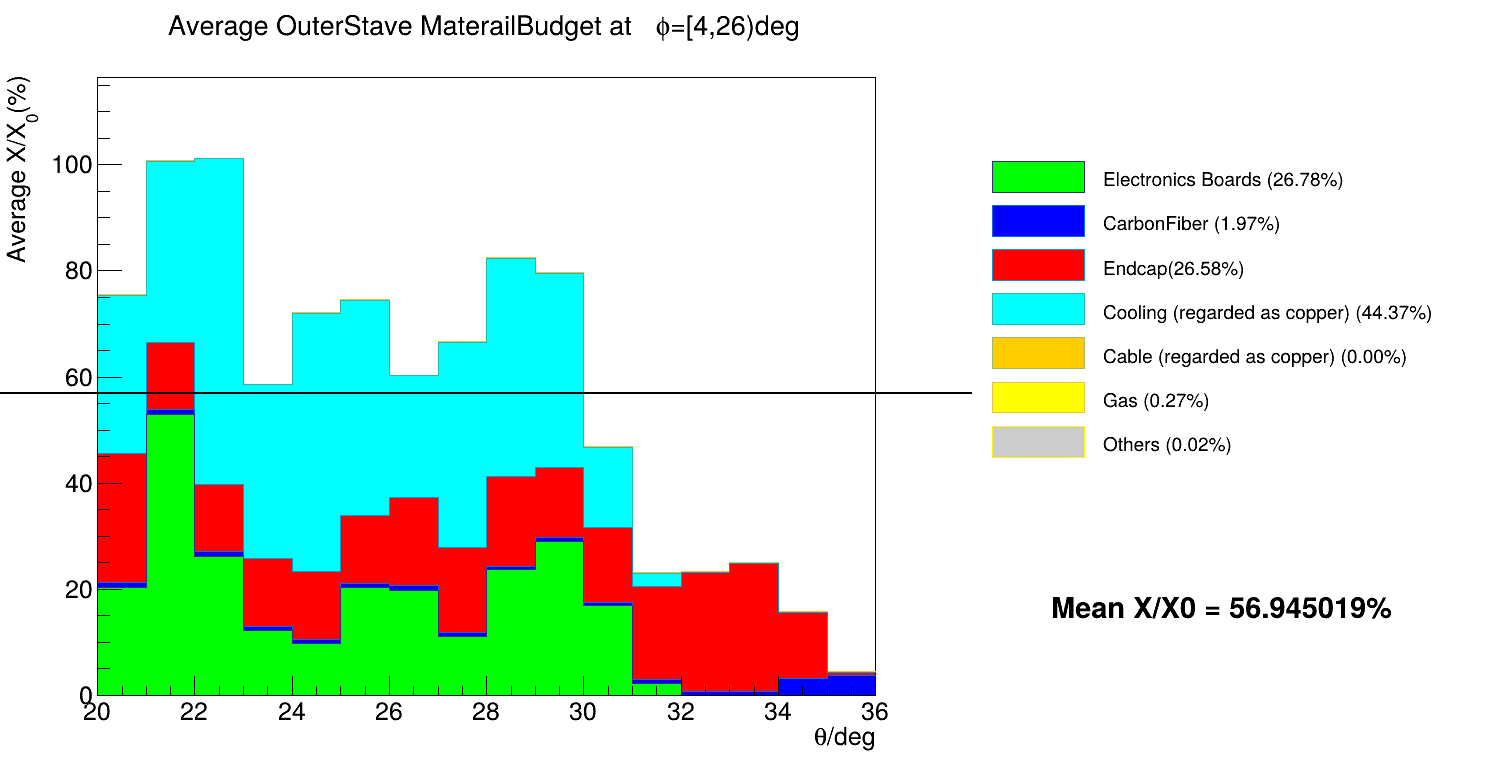 Average OuterStave MaterailBudget at ϕ=[4,26)deg
Average X/X0(%)
100
80
60
40
20
0
20 22 24 26 28 30 32 34 36
θ/deg
Electronics Boards (26.78%)
CarbonFiber (1.97%)
Endcap(26.58%)
Cooling (regarded as copper) (44.37%)
Cable (regarded as copper) (0.00%)
Gas (0.27%)
Others (0.02%)
Mean X/X0 = 56.945019%